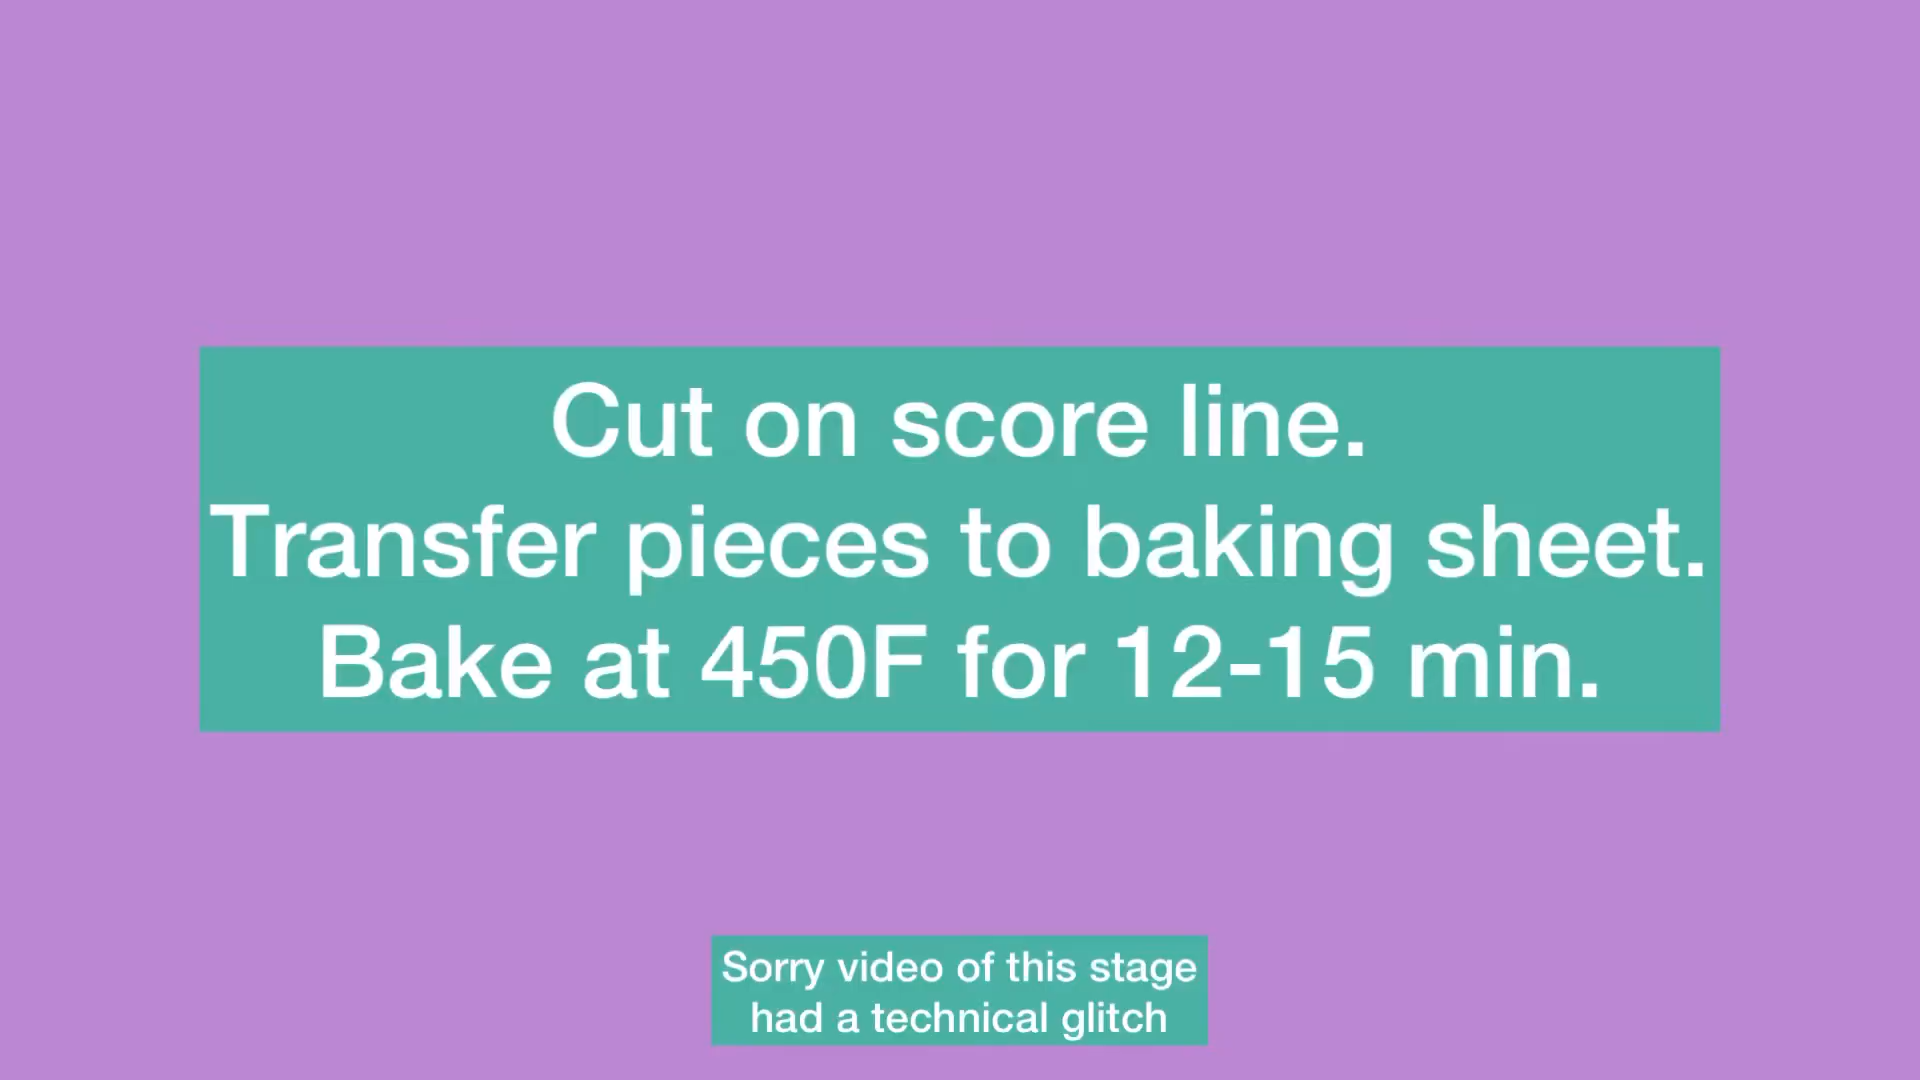 Cut on score line.
Transfer pieces to baking sheet.
Bake at 450F for 12-15 min.
Sorry video of this stage
had a technical glitch